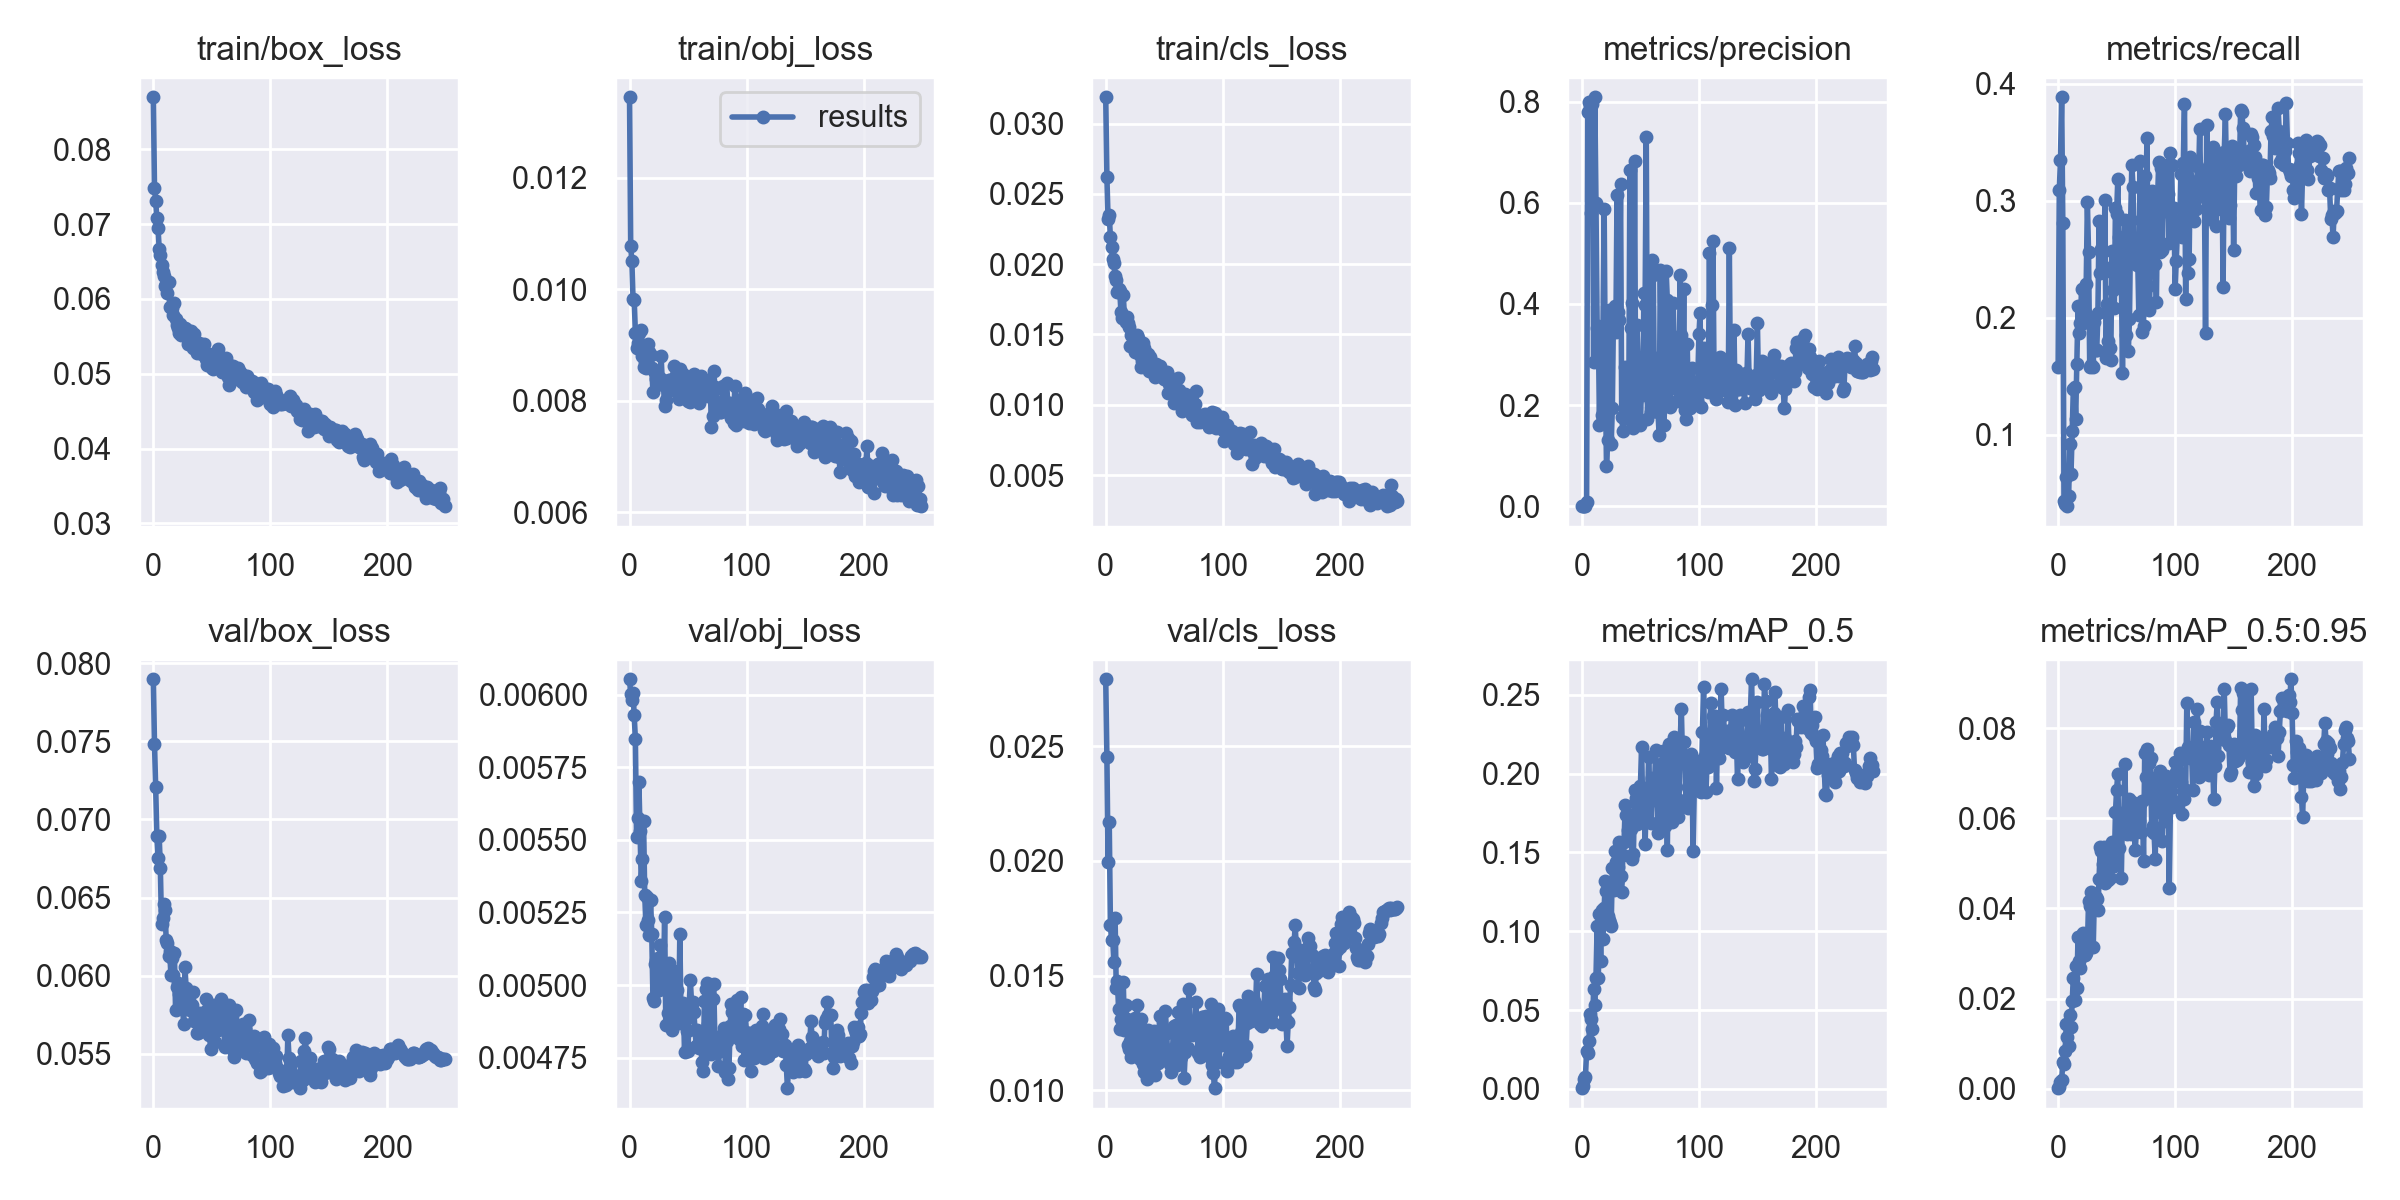 train/box_loss
0.08
0.07
0.06
0.05
0.04
0.03
0 100 200
train/obj_loss
results
0.012
0.010
0.008
0.006
0 100 200
train/cls_loss
0.030
0.025
0.020
0.015
0.010
0.005
0 100 200
metrics/precision
0.8
0.6
0.4
0.2
0.0
0 100 200
metrics/recall
0.4
0.3
0.2
0.1
0 100 200
val/box_loss
0.080
0.075
0.070
0.065
0.060
0.055
0 100 200
val/obj_loss
0.00600
0.00575
0.00550
0.00525
0.00500
0.00475
0 100 200
val/cls_loss
0.025
0.020
0.015
0.010
0 100 200
metrics/mAP_0.5
0.25
0.20
0.15
0.10
0.05
0.00
0 100 200
metrics/mAP_0.5:0.95
0.08
0.06
0.04
0.02
0.00
0 100 200